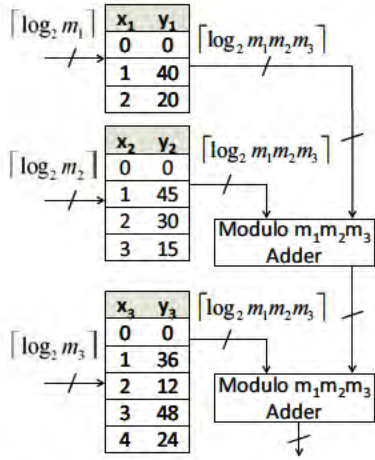 ⌈log₂ m₁⌉
x₁ y₁
0 0
1 40
2 20
⌈log₂ m₁m₂m₃⌉
⌈log₂ m₂⌉
x₂ y₂
0 0
1 45
2 30
3 15
⌈log₂ m₁m₂m₃⌉
Modulo m₁m₂m₃
Adder
⌈log₂ m₃⌉
x₃ y₃
0 0
1 36
2 12
3 48
4 24
⌈log₂ m₁m₂m₃⌉
Modulo m₁m₂m₃
Adder